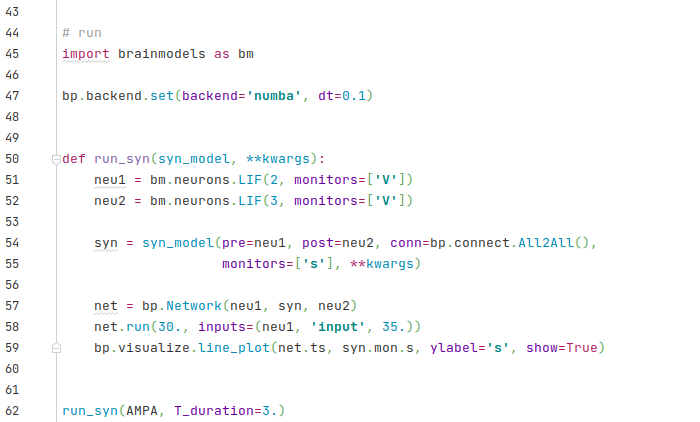 43
44 # run
45 import brainmodels as bm
46
47 bp.backend.set(backend='numba', dt=0.1)
48
49
50 def run_syn(syn_model, **kwargs):
51     neu1 = bm.neurons.LIF(2, monitors=['V'])
52     neu2 = bm.neurons.LIF(3, monitors=['V'])
53
54     syn = syn_model(pre=neu1, post=neu2, conn=bp.connect.All2All(),
55                     monitors=['s'], **kwargs)
56
57     net = bp.Network(neu1, syn, neu2)
58     net.run(30., inputs=(neu1, 'input', 35.))
59     bp.visualize.line_plot(net.ts, syn.mon.s, ylabel='s', show=True)
60
61
62 run_syn(AMPA, T_duration=3.)